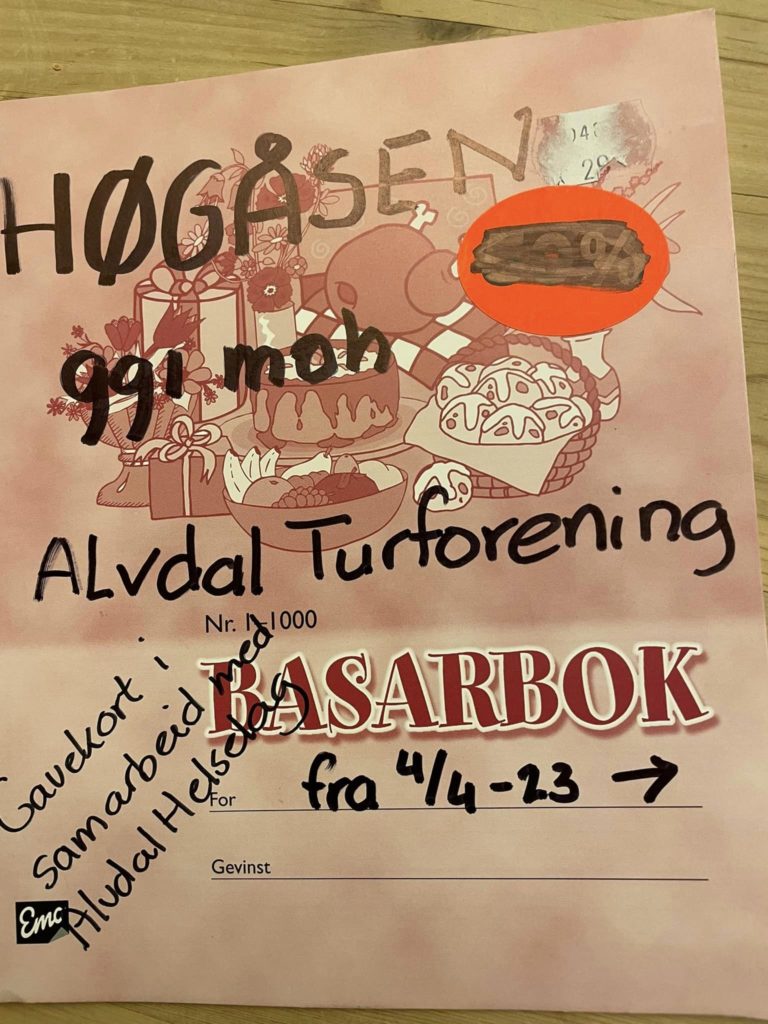 HØGÅSEN
991 moh
ALvdal Turforening
Nr. 1-1000
BASARBOK
Gavekort i
samarbeid med
Alvdal Helselag
For fra 4/4-23 →
Gevinst
Emc